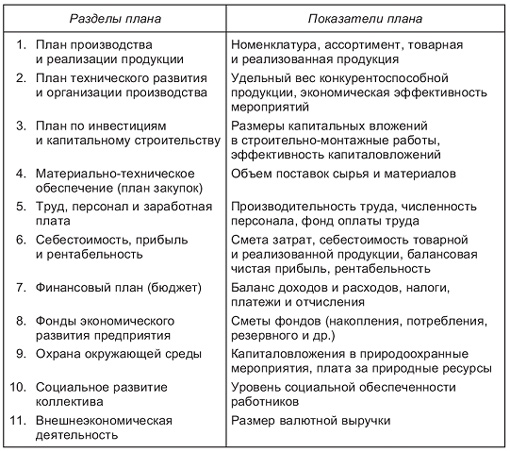 Разделы плана
Показатели плана
1. План производства
и реализации продукции
Номенклатура, ассортимент, товарная
и реализованная продукция
2. План технического развития
и организации производства
Удельный вес конкурентоспособной
продукции, экономическая эффективность
мероприятий
3. План по инвестициям
и капитальному строительству
Размеры капитальных вложений
в строительно-монтажные работы,
эффективность капиталовложений
4. Материально-техническое
обеспечение (план закупок)
Объем поставок сырья и материалов
5. Труд, персонал и заработная
плата
Производительность труда, численность
персонала, фонд оплаты труда
6. Себестоимость, прибыль
и рентабельность
Смета затрат, себестоимость товарной
и реализованной продукции, балансовая
чистая прибыль, рентабельность
7. Финансовый план (бюджет)
Баланс доходов и расходов, налоги,
платежи и отчисления
8. Фонды экономического
развития предприятия
Сметы фондов (накопления, потребления,
резервного и др.)
9. Охрана окружающей среды
Капиталовложения в природоохранные
мероприятия, плата за природные ресурсы
10. Социальное развитие
коллектива
Уровень социальной обеспеченности
работников
11. Внешнеэкономическая
деятельность
Размер валютной выручки